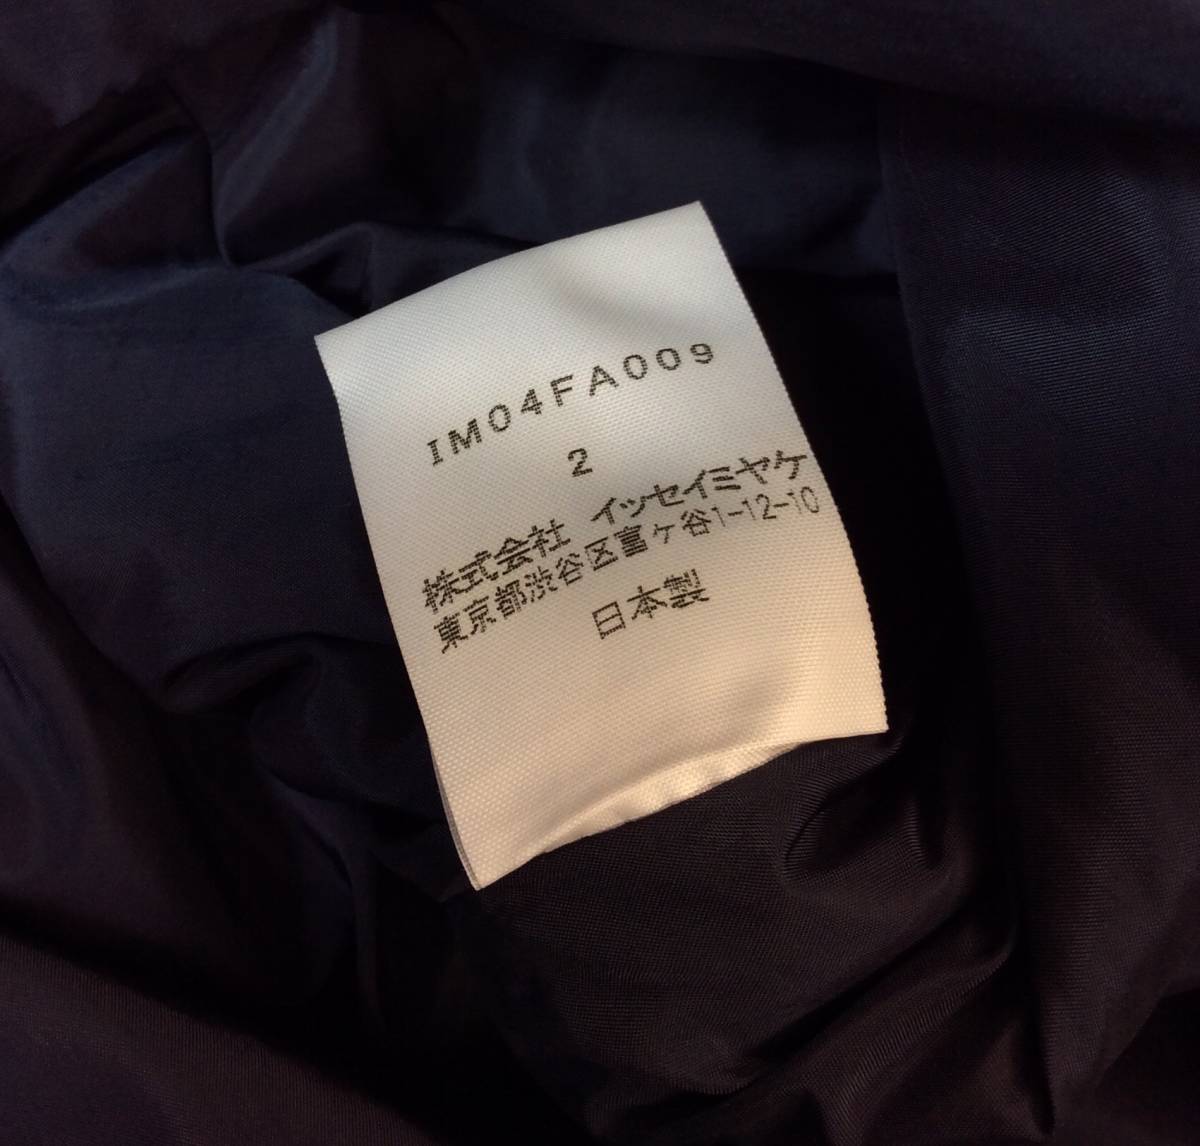 IM04FA009
2
株式会社 イッセイミヤケ
東京都渋谷区富ヶ谷1-12-10
日本製